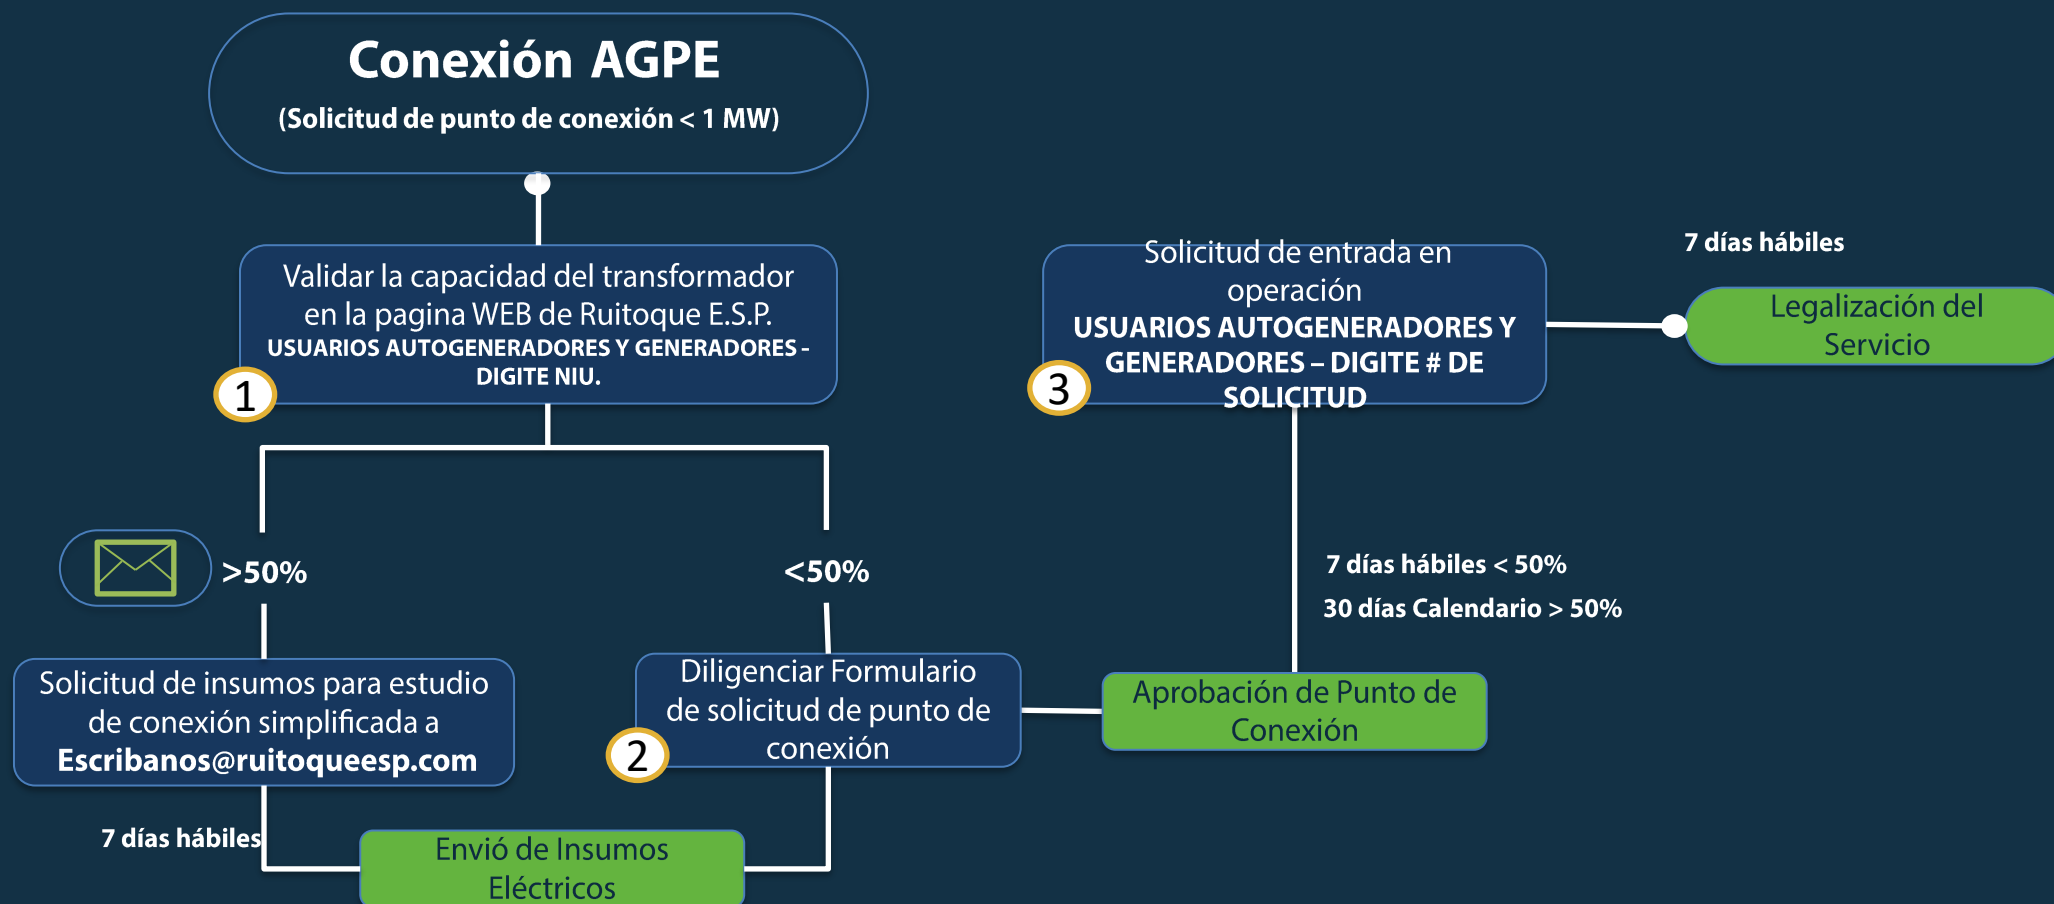 Conexión AGPE
(Solicitud de punto de conexión < 1 MW)
Validar la capacidad del transformador
en la pagina WEB de Ruitoque E.S.P.
USUARIOS AUTOGENERADORES Y GENERADORES -
DIGITE NIU.
1
>50%
<50%
Solicitud de insumos para estudio
de conexión simplificada a
Escribanos@ruitoqueesp.com
7 días hábiles
Envió de Insumos
Eléctricos
Diligenciar Formulario
de solicitud de punto de
conexión
2
Aprobación de Punto de
Conexión
7 días hábiles < 50%
30 días Calendario > 50%
Solicitud de entrada en
operación
USUARIOS AUTOGENERADORES Y
GENERADORES – DIGITE # DE
SOLICITUD
3
7 días hábiles
Legalización del
Servicio